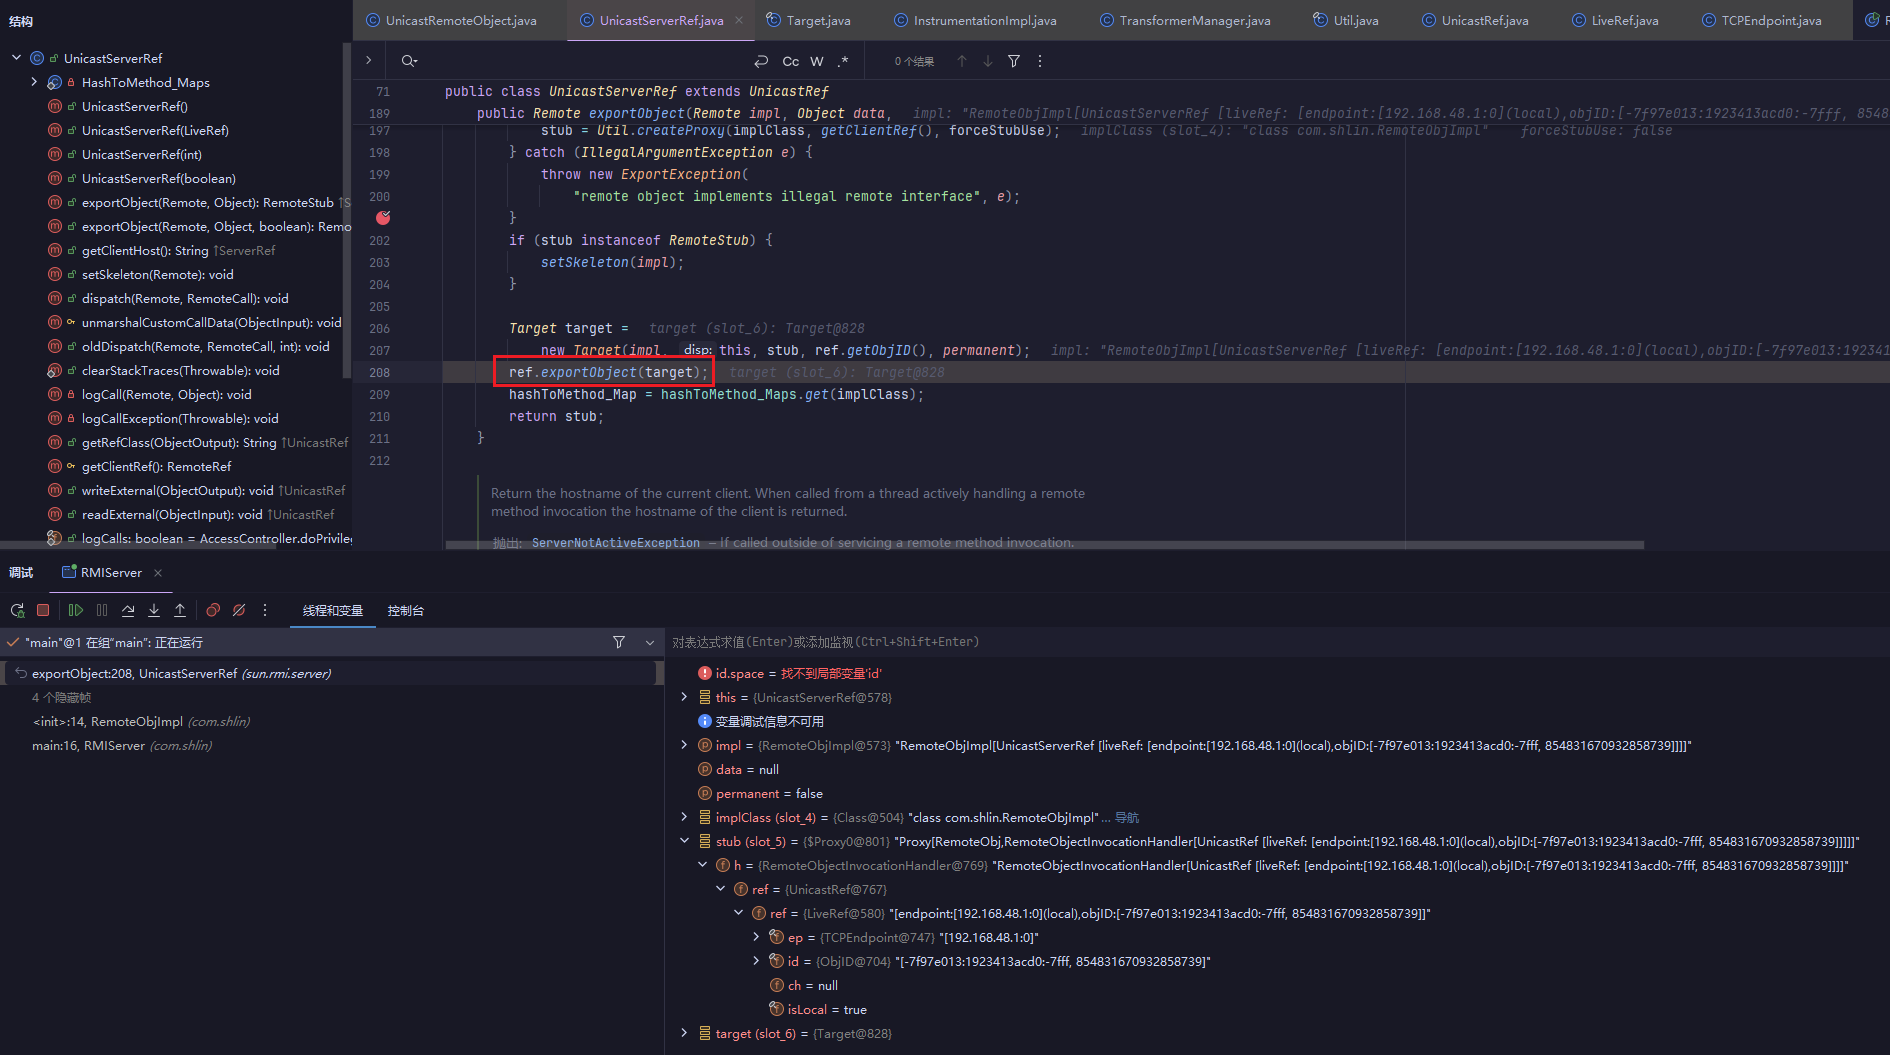 结构
UnicastRemoteObject.java
UnicastServerRef.java
Target.java
InstrumentationImpl.java
TransformerManager.java
Util.java
UnicastRef.java
LiveRef.java
TCPEndpoint.java
UnicastServerRef
HashToMethod_Maps
UnicastServerRef()
UnicastServerRef(LiveRef)
UnicastServerRef(int)
UnicastServerRef(boolean)
exportObject(Remote, Object): RemoteStub ↑S
exportObject(Remote, Object, boolean): Remo
getClientHost(): String ↑ServerRef
setSkeleton(Remote): void
dispatch(Remote, RemoteCall): void
unmarshalCustomCallData(ObjectInput): void
oldDispatch(Remote, RemoteCall, int): void
clearStackTraces(Throwable): void
logCall(Remote, Object): void
logCallException(Throwable): void
getRefClass(ObjectOutput): String ↑UnicastRef
getClientRef(): RemoteRef
writeExternal(ObjectOutput): void ↑UnicastRef
readExternal(ObjectInput): void ↑UnicastRef
logCalls: boolean = AccessController.doPrivileg
Cc W .* 0 个结果
71 public class UnicastServerRef extends UnicastRef
189 public Remote exportObject(Remote impl, Object data, impl: "RemoteObjImpl[UnicastServerRef [liveRef: [endpoint:[192.168.48.1:0](local),objID:[-7f97e013:1923413acd0:-7fff, 8548
197 stub = Util.createProxy(implClass, getClientRef(), forceStubUse); implClass (slot_4): "class com.shlin.RemoteObjImpl" forceStubUse: false
198 } catch (IllegalArgumentException e) {
199 throw new ExportException(
200 "remote object implements illegal remote interface", e);
}
202 if (stub instanceof RemoteStub) {
203 setSkeleton(impl);
204 }
205
206 Target target = target (slot_6): Target@828
207 new Target(impl, disp: this, stub, ref.getObjID(), permanent); impl: "RemoteObjImpl[UnicastServerRef [liveRef: [endpoint:[192.168.48.1:0](local),objID:[-7f97e013:192341
208 ref.exportObject(target); target (slot_6): Target@828
209 hashToMethod_Map = hashToMethod_Maps.get(implClass);
210 return stub;
211 }
212
Return the hostname of the current client. When called from a thread actively handling a remote
method invocation the hostname of the client is returned.
抛出: ServerNotActiveException – If called outside of servicing a remote method invocation.
调试 RMIServer
线程和变量 控制台
"main"@1 在组"main": 正在运行
exportObject:208, UnicastServerRef (sun.rmi.server)
4 个隐藏帧
<init>:14, RemoteObjImpl (com.shlin)
main:16, RMIServer (com.shlin)
对表达式求值(Enter)或添加监视(Ctrl+Shift+Enter)
id.space = 找不到局部变量'id'
this = {UnicastServerRef@578}
变量调试信息不可用
impl = {RemoteObjImpl@573} "RemoteObjImpl[UnicastServerRef [liveRef: [endpoint:[192.168.48.1:0](local),objID:[-7f97e013:1923413acd0:-7fff, 854831670932858739]]]]"
data = null
permanent = false
implClass (slot_4) = {Class@504} "class com.shlin.RemoteObjImpl" ... 导航
stub (slot_5) = {$Proxy0@801} "Proxy[RemoteObj,RemoteObjectInvocationHandler[UnicastRef [liveRef: [endpoint:[192.168.48.1:0](local),objID:[-7f97e013:1923413acd0:-7fff, 854831670932858739]]]]]"
h = {RemoteObjectInvocationHandler@769} "RemoteObjectInvocationHandler[UnicastRef [liveRef: [endpoint:[192.168.48.1:0](local),objID:[-7f97e013:1923413acd0:-7fff, 854831670932858739]]]]"
ref = {UnicastRef@767}
ref = {LiveRef@580} "[endpoint:[192.168.48.1:0](local),objID:[-7f97e013:1923413acd0:-7fff, 854831670932858739]]"
ep = {TCPEndpoint@747} "[192.168.48.1:0]"
id = {ObjID@704} "[-7f97e013:1923413acd0:-7fff, 854831670932858739]"
ch = null
isLocal = true
target (slot_6) = {Target@828}